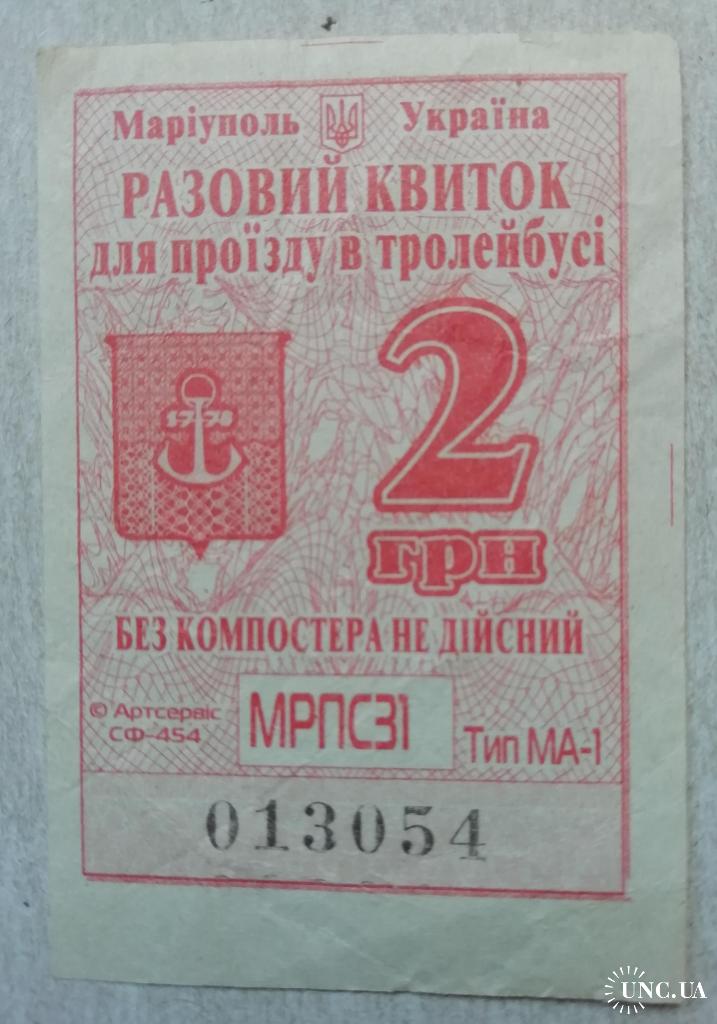 Маріуполь Україна
РАЗОВИЙ КВИТОК
для проїзду в тролейбусі
1778
2
грн
БЕЗ КОМПОСТЕРА НЕ ДІЙСНИЙ
© Артсервіс
СФ-454
МРПС31
Тип МА-1
013054
UNC.UA